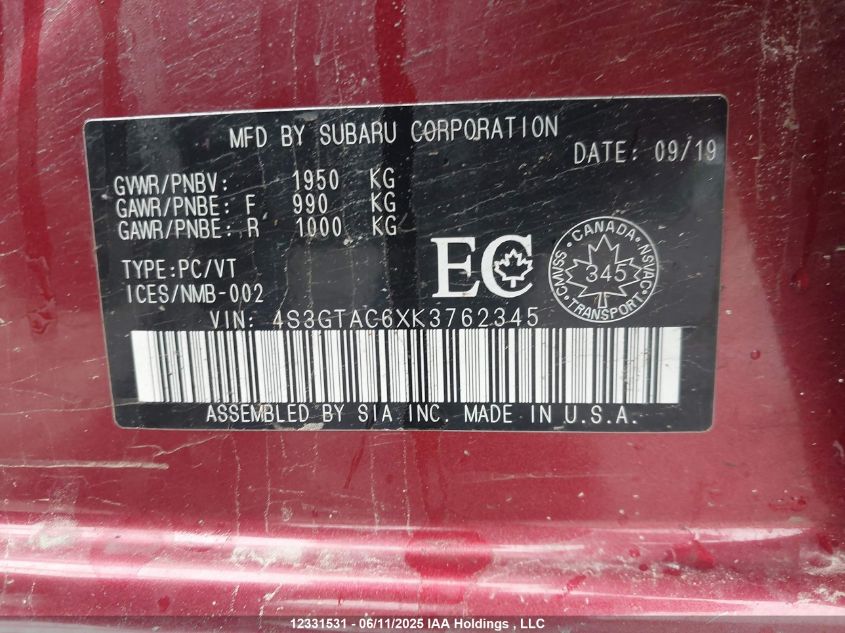 MFD BY SUBARU CORPORATION
DATE: 09/19
GVWR/PNBV: 1950 KG
GAWR/PNBE: F 990 KG
GAWR/PNBE: R 1000 KG
TYPE:PC/VT
ICES/NMB-002
EC
CANADA
NSVAC
345
CMVSS
TRANSPORT
VIN: 4S3GTAC6XK3762345
ASSEMBLED BY SIA INC. MADE IN U.S.A.
12331531 - 06/11/2025 IAA Holdings , LLC